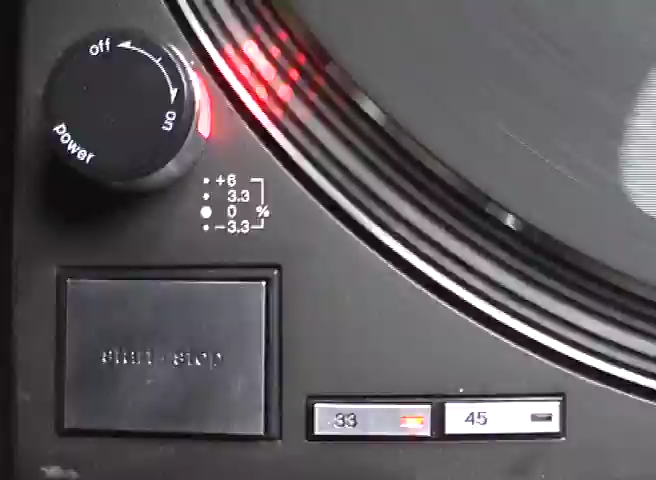 off
on
power
+6
3.3
0 %
−3.3
start · stop
33
45